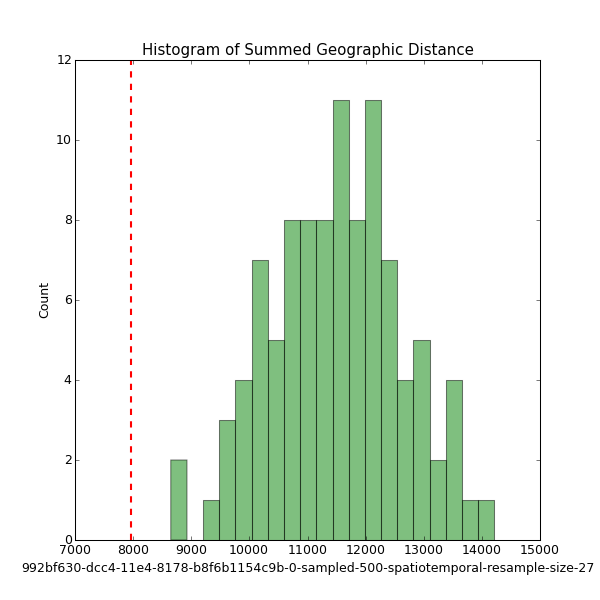 Histogram of Summed Geographic Distance
12
10
8
6
4
2
0
Count
7000 8000 9000 10000 11000 12000 13000 14000 15000
992bf630-dcc4-11e4-8178-b8f6b1154c9b-0-sampled-500-spatiotemporal-resample-size-27